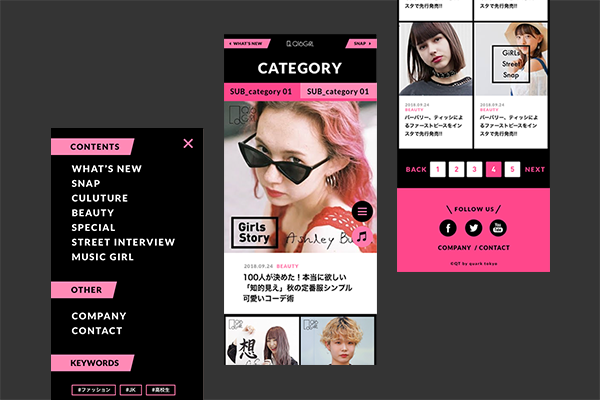 CONTENTS
WHAT'S NEW
SNAP
CULUTURE
BEAUTY
SPECIAL
STREET INTERVIEW
MUSIC GIRL
OTHER
COMPANY
CONTACT
KEYWORDS
#ファッション #JK #高校生
WHAT'S NEW
SNAP
CATEGORY
SUB_category 01 SUB_category 01
Girls
Story
2018.09.24 BEAUTY
100人が決めた！本当に欲しい
「知的見え」秋の定番服シンプル
可愛いコーデ術
想
スタで先行発売!! スタで先行発売!!
GiRLs
Street
Snap
2018.09.24
BEAUTY
バーバリー、ティッシによ
るファーストピースをイン
スタで先行発売!!
2018.09.24
BEAUTY
バーバリー、ティッシによ
るファーストピースをイン
スタで先行発売!!
BACK 1 2 3 4 5 NEXT
\ FOLLOW US /
You
Tube
COMPANY / CONTACT
©QT by quark tokyo